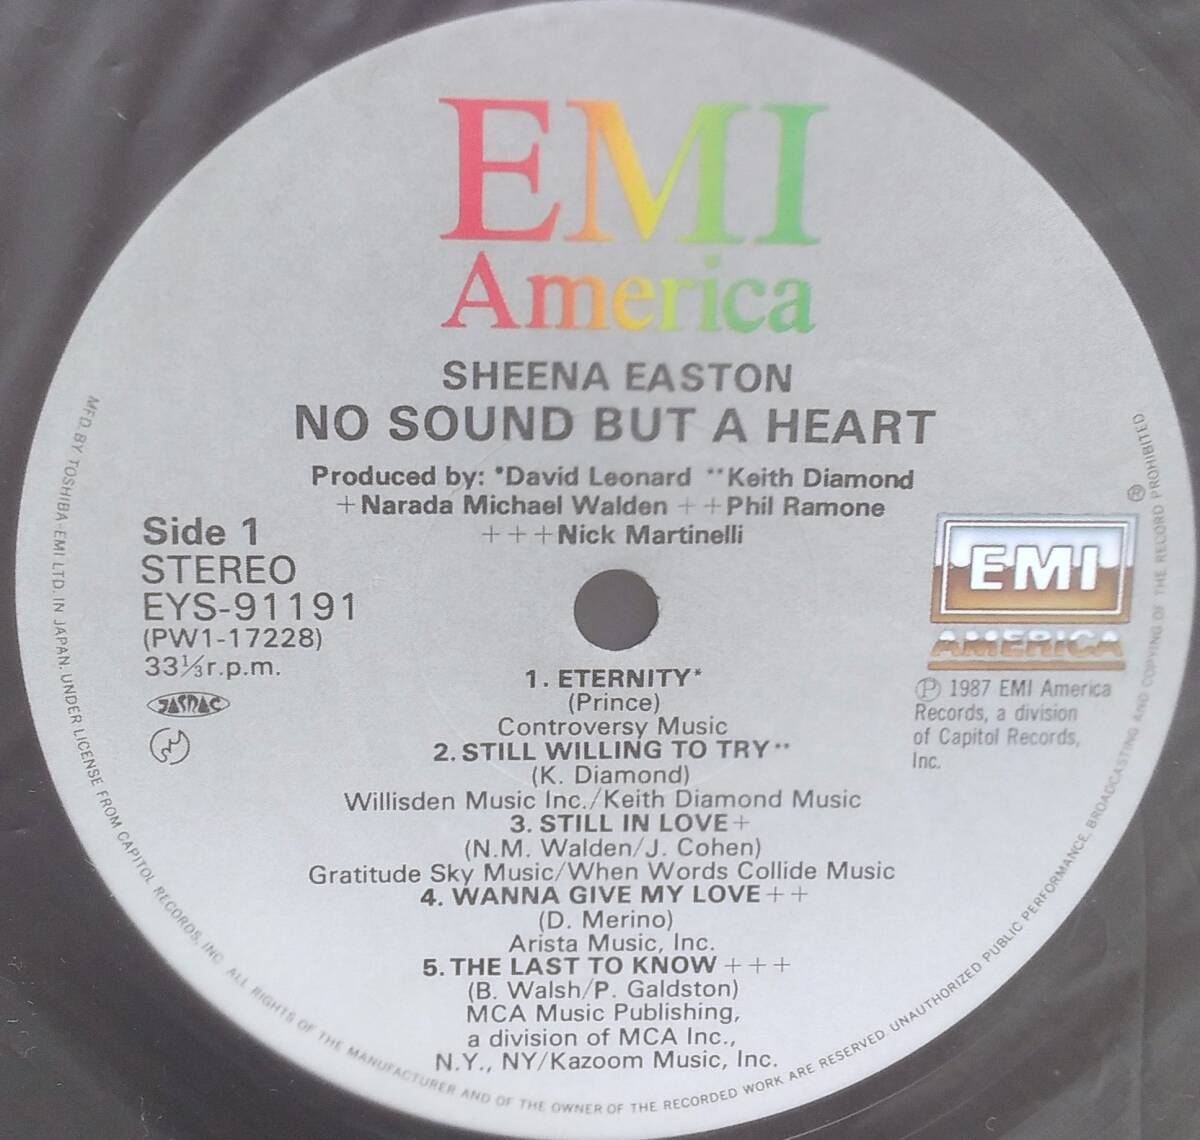 EMI
America
SHEENA EASTON
NO SOUND BUT A HEART
Produced by: *David Leonard **Keith Diamond
+Narada Michael Walden ++Phil Ramone
+++Nick Martinelli
Side 1
STEREO
EYS-91191
(PW1-17228)
33⅓r.p.m.
JASRAC
EMI
AMERICA
Ⓟ 1987 EMI America
Records, a division
of Capitol Records,
Inc.
1. ETERNITY*
(Prince)
Controversy Music
2. STILL WILLING TO TRY**
(K. Diamond)
Willisden Music Inc./Keith Diamond Music
3. STILL IN LOVE+
(N.M. Walden/J. Cohen)
Gratitude Sky Music/When Words Collide Music
4. WANNA GIVE MY LOVE++
(D. Merino)
Arista Music, Inc.
5. THE LAST TO KNOW+++
(B. Walsh/P. Galdston)
MCA Music Publishing,
a division of MCA Inc.,
N.Y., NY/Kazoom Music, Inc.
MFD. BY TOSHIBA-EMI LTD. IN JAPAN. UNDER LICENSE FROM CAPITOL RECORDS, INC. ALL RIGHTS OF THE MANUFACTURER AND OF THE OWNER OF THE RECORDED WORK ARE RESERVED. UNAUTHORIZED PUBLIC PERFORMANCE, BROADCASTING AND COPYING OF THE RECORD PROHIBITED
®